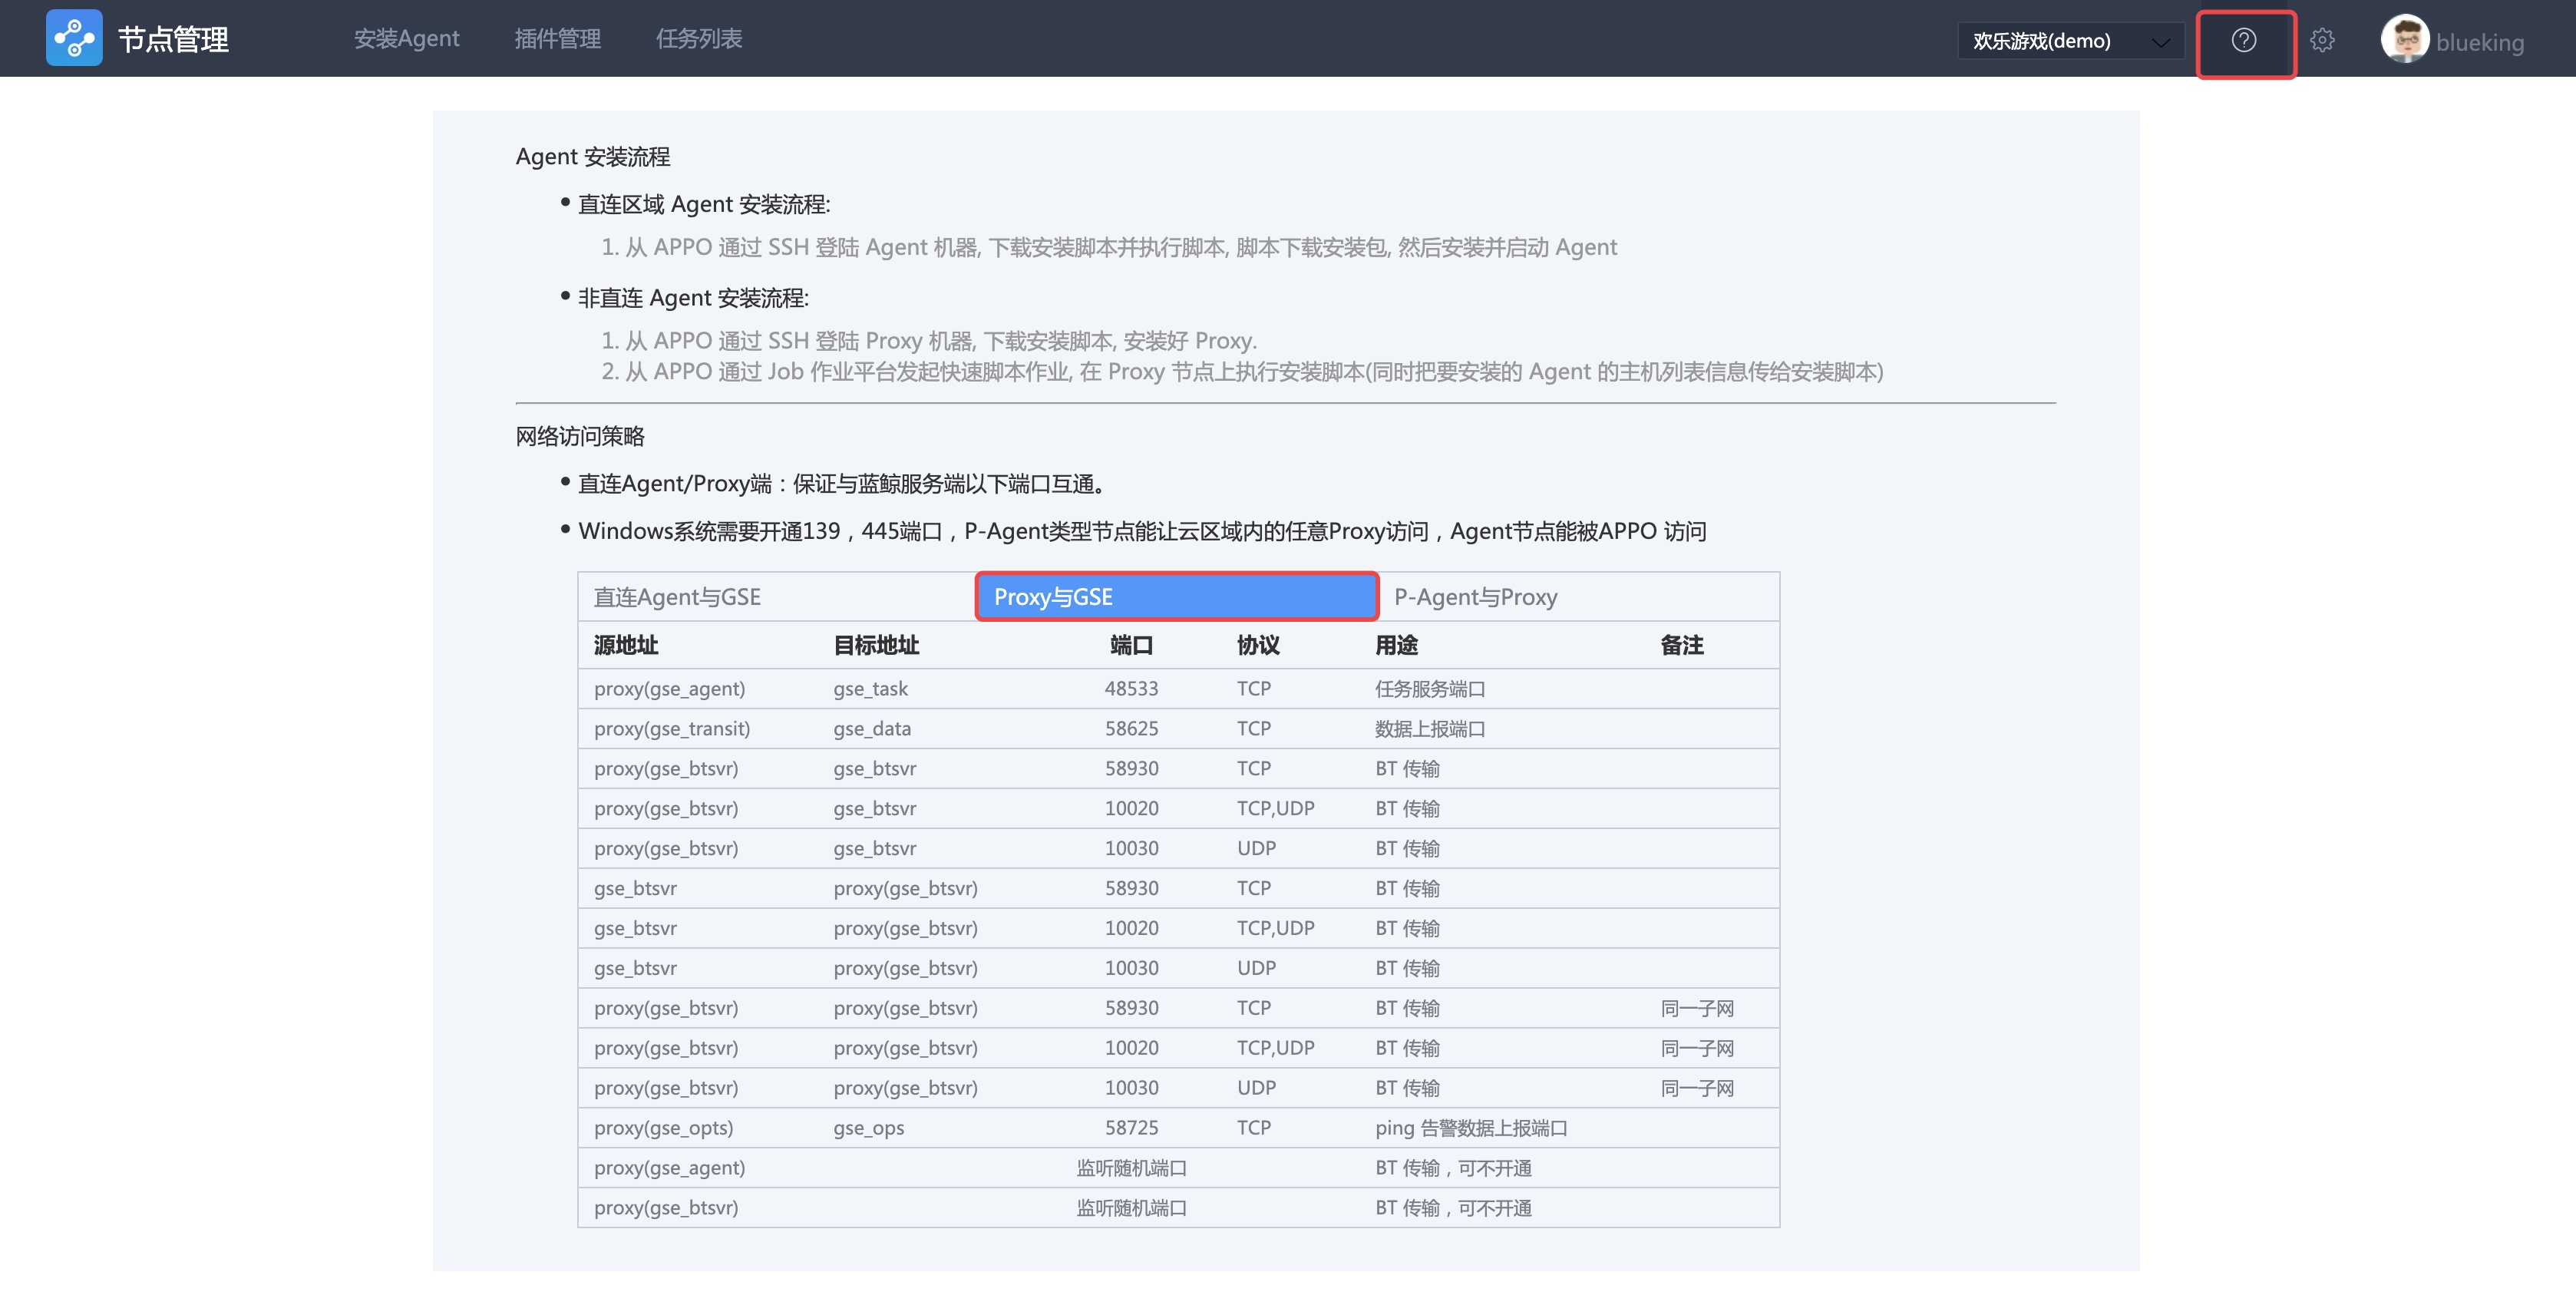 节点管理 安装Agent 插件管理 任务列表 欢乐游戏(demo) blueking
Agent 安装流程
• 直连区域 Agent 安装流程:
1. 从 APPO 通过 SSH 登陆 Agent 机器, 下载安装脚本并执行脚本, 脚本下载安装包, 然后安装并启动 Agent
• 非直连 Agent 安装流程:
1. 从 APPO 通过 SSH 登陆 Proxy 机器, 下载安装脚本, 安装好 Proxy.
2. 从 APPO 通过 Job 作业平台发起快速脚本作业, 在 Proxy 节点上执行安装脚本(同时把要安装的 Agent 的主机列表信息传给安装脚本)
网络访问策略
• 直连Agent/Proxy端：保证与蓝鲸服务端以下端口互通。
• Windows系统需要开通139，445端口，P-Agent类型节点能让云区域内的任意Proxy访问，Agent节点能被APPO 访问
直连Agent与GSE Proxy与GSE P-Agent与Proxy
源地址 目标地址 端口 协议 用途 备注
proxy(gse_agent) gse_task 48533 TCP 任务服务端口
proxy(gse_transit) gse_data 58625 TCP 数据上报端口
proxy(gse_btsvr) gse_btsvr 58930 TCP BT 传输
proxy(gse_btsvr) gse_btsvr 10020 TCP,UDP BT 传输
proxy(gse_btsvr) gse_btsvr 10030 UDP BT 传输
gse_btsvr proxy(gse_btsvr) 58930 TCP BT 传输
gse_btsvr proxy(gse_btsvr) 10020 TCP,UDP BT 传输
gse_btsvr proxy(gse_btsvr) 10030 UDP BT 传输
proxy(gse_btsvr) proxy(gse_btsvr) 58930 TCP BT 传输 同一子网
proxy(gse_btsvr) proxy(gse_btsvr) 10020 TCP,UDP BT 传输 同一子网
proxy(gse_btsvr) proxy(gse_btsvr) 10030 UDP BT 传输 同一子网
proxy(gse_opts) gse_ops 58725 TCP ping 告警数据上报端口
proxy(gse_agent) 监听随机端口 BT 传输，可不开通
proxy(gse_btsvr) 监听随机端口 BT 传输，可不开通